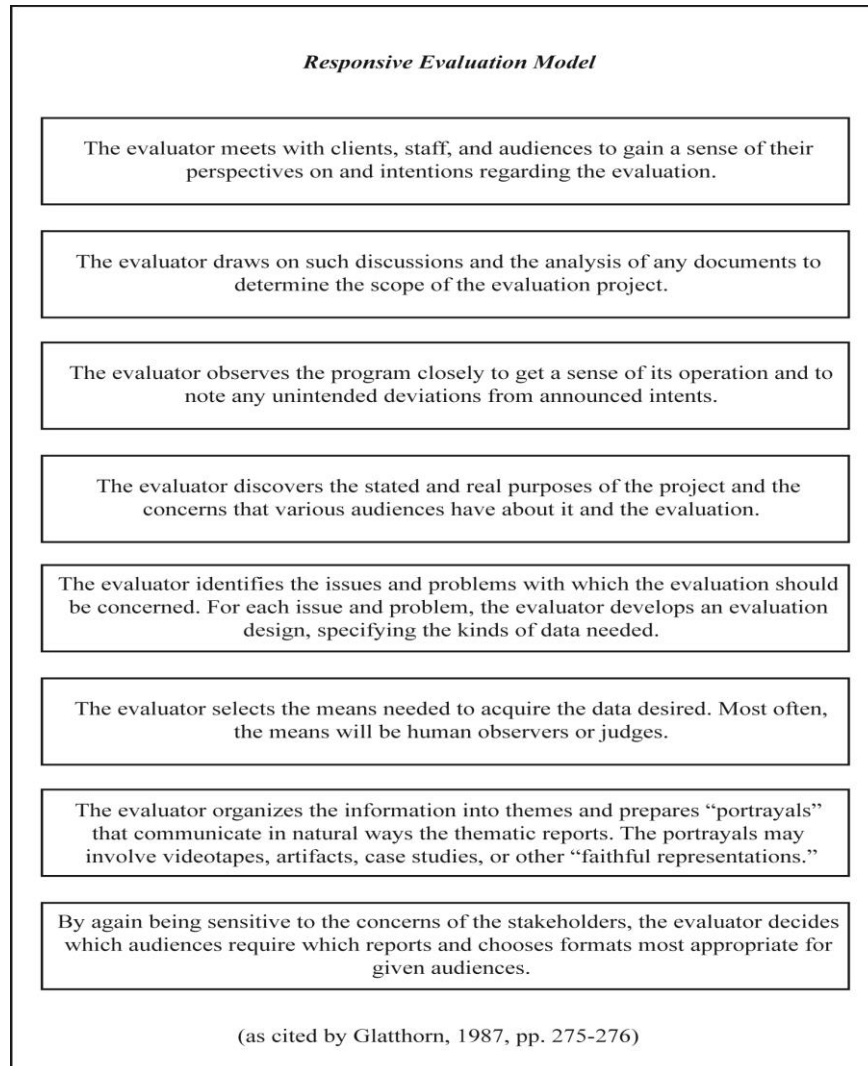 Responsive Evaluation Model
The evaluator meets with clients, staff, and audiences to gain a sense of their
perspectives on and intentions regarding the evaluation.
The evaluator draws on such discussions and the analysis of any documents to
determine the scope of the evaluation project.
The evaluator observes the program closely to get a sense of its operation and to
note any unintended deviations from announced intents.
The evaluator discovers the stated and real purposes of the project and the
concerns that various audiences have about it and the evaluation.
The evaluator identifies the issues and problems with which the evaluation should
be concerned. For each issue and problem, the evaluator develops an evaluation
design, specifying the kinds of data needed.
The evaluator selects the means needed to acquire the data desired. Most often,
the means will be human observers or judges.
The evaluator organizes the information into themes and prepares “portrayals”
that communicate in natural ways the thematic reports. The portrayals may
involve videotapes, artifacts, case studies, or other “faithful representations.”
By again being sensitive to the concerns of the stakeholders, the evaluator decides
which audiences require which reports and chooses formats most appropriate for
given audiences.
(as cited by Glatthorn, 1987, pp. 275-276)